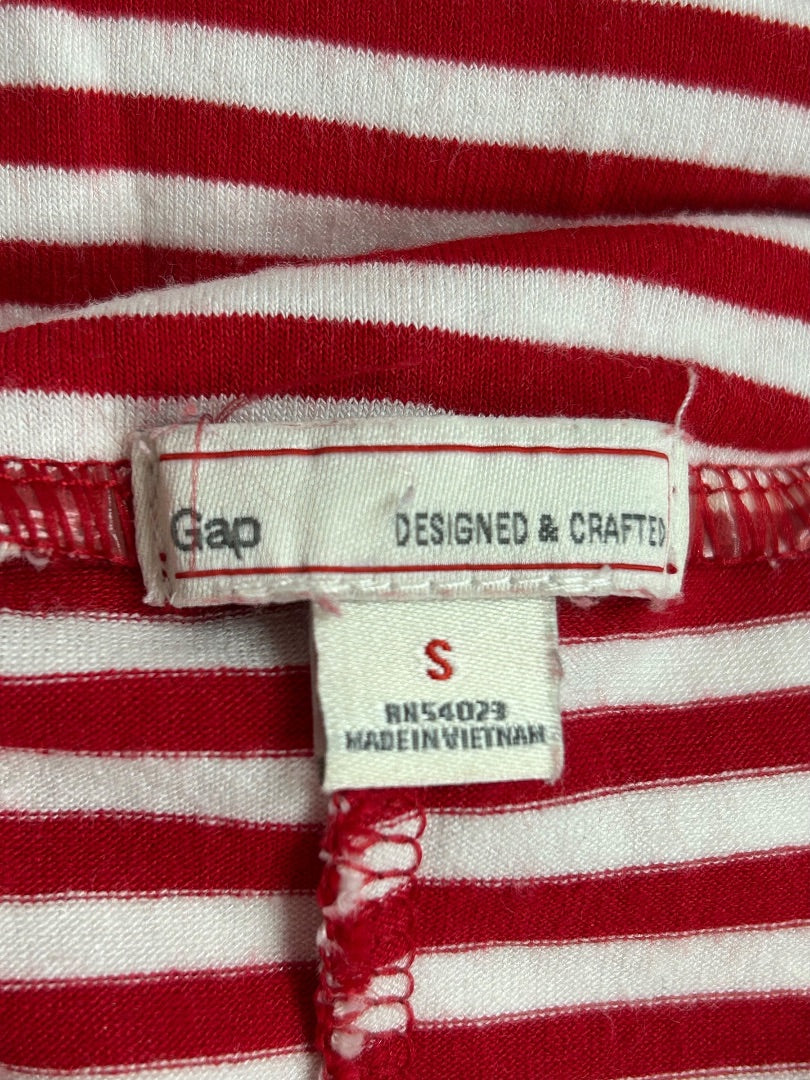 Gap DESIGNED & CRAFTED
S
RN54023
MADE IN VIETNAM